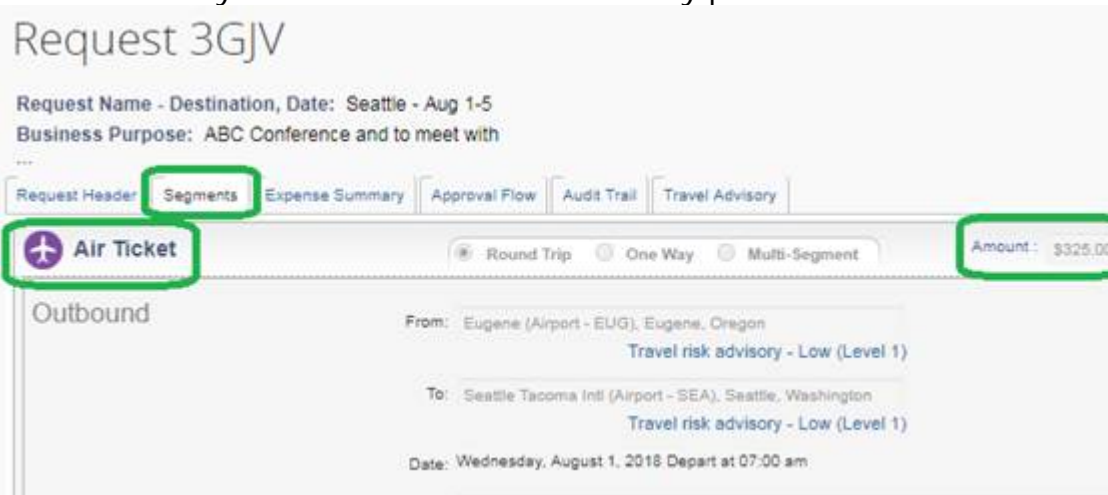 Request 3GJV
Request Name - Destination, Date: Seattle - Aug 1-5
Business Purpose: ABC Conference and to meet with
...
Request Header Segments Expense Summary Approval Flow Audit Trail Travel Advisory
Air Ticket Round Trip One Way Multi-Segment Amount: $325.00
Outbound
From: Eugene (Airport - EUG), Eugene, Oregon
Travel risk advisory - Low (Level 1)
To: Seattle Tacoma Intl (Airport - SEA), Seattle, Washington
Travel risk advisory - Low (Level 1)
Date: Wednesday, August 1, 2018 Depart at 07:00 am